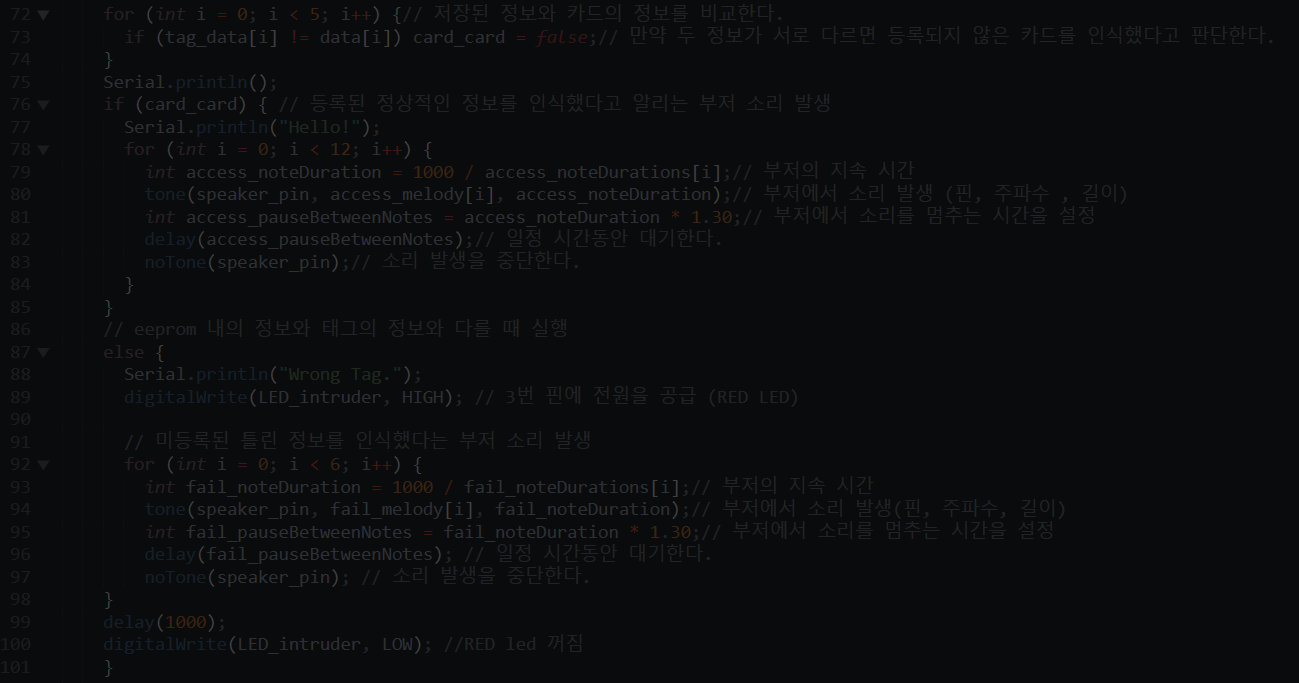 72 ▼ for (int i = 0; i < 5; i++) {// 저장된 정보와 카드의 정보를 비교한다.
73 if (tag_data[i] != data[i]) card_card = false;// 만약 두 정보가 서로 다르면 등록되지 않은 카드를 인식했다고 판단한다.
74 }
75 Serial.println();
76 ▼ if (card_card) { // 등록된 정상적인 정보를 인식했다고 알리는 부저 소리 발생
77 Serial.println("Hello!");
78 ▼ for (int i = 0; i < 12; i++) {
79 int access_noteDuration = 1000 / access_noteDurations[i];// 부저의 지속 시간
80 tone(speaker_pin, access_melody[i], access_noteDuration);// 부저에서 소리 발생 (핀, 주파수 , 길이)
81 int access_pauseBetweenNotes = access_noteDuration * 1.30;// 부저에서 소리를 멈추는 시간을 설정
82 delay(access_pauseBetweenNotes);// 일정 시간동안 대기한다.
83 noTone(speaker_pin);// 소리 발생을 중단한다.
84 }
85 }
86 // eeprom 내의 정보와 태그의 정보와 다를 때 실행
87 ▼ else {
88 Serial.println("Wrong Tag.");
89 digitalWrite(LED_intruder, HIGH); // 3번 핀에 전원을 공급 (RED LED)
90
91 // 미등록된 틀린 정보를 인식했다는 부저 소리 발생
92 ▼ for (int i = 0; i < 6; i++) {
93 int fail_noteDuration = 1000 / fail_noteDurations[i];// 부저의 지속 시간
94 tone(speaker_pin, fail_melody[i], fail_noteDuration);// 부저에서 소리 발생(핀, 주파수, 길이)
95 int fail_pauseBetweenNotes = fail_noteDuration * 1.30;// 부저에서 소리를 멈추는 시간을 설정
96 delay(fail_pauseBetweenNotes); // 일정 시간동안 대기한다.
97 noTone(speaker_pin); // 소리 발생을 중단한다.
98 }
99 delay(1000);
100 digitalWrite(LED_intruder, LOW); //RED led 꺼짐
101 }